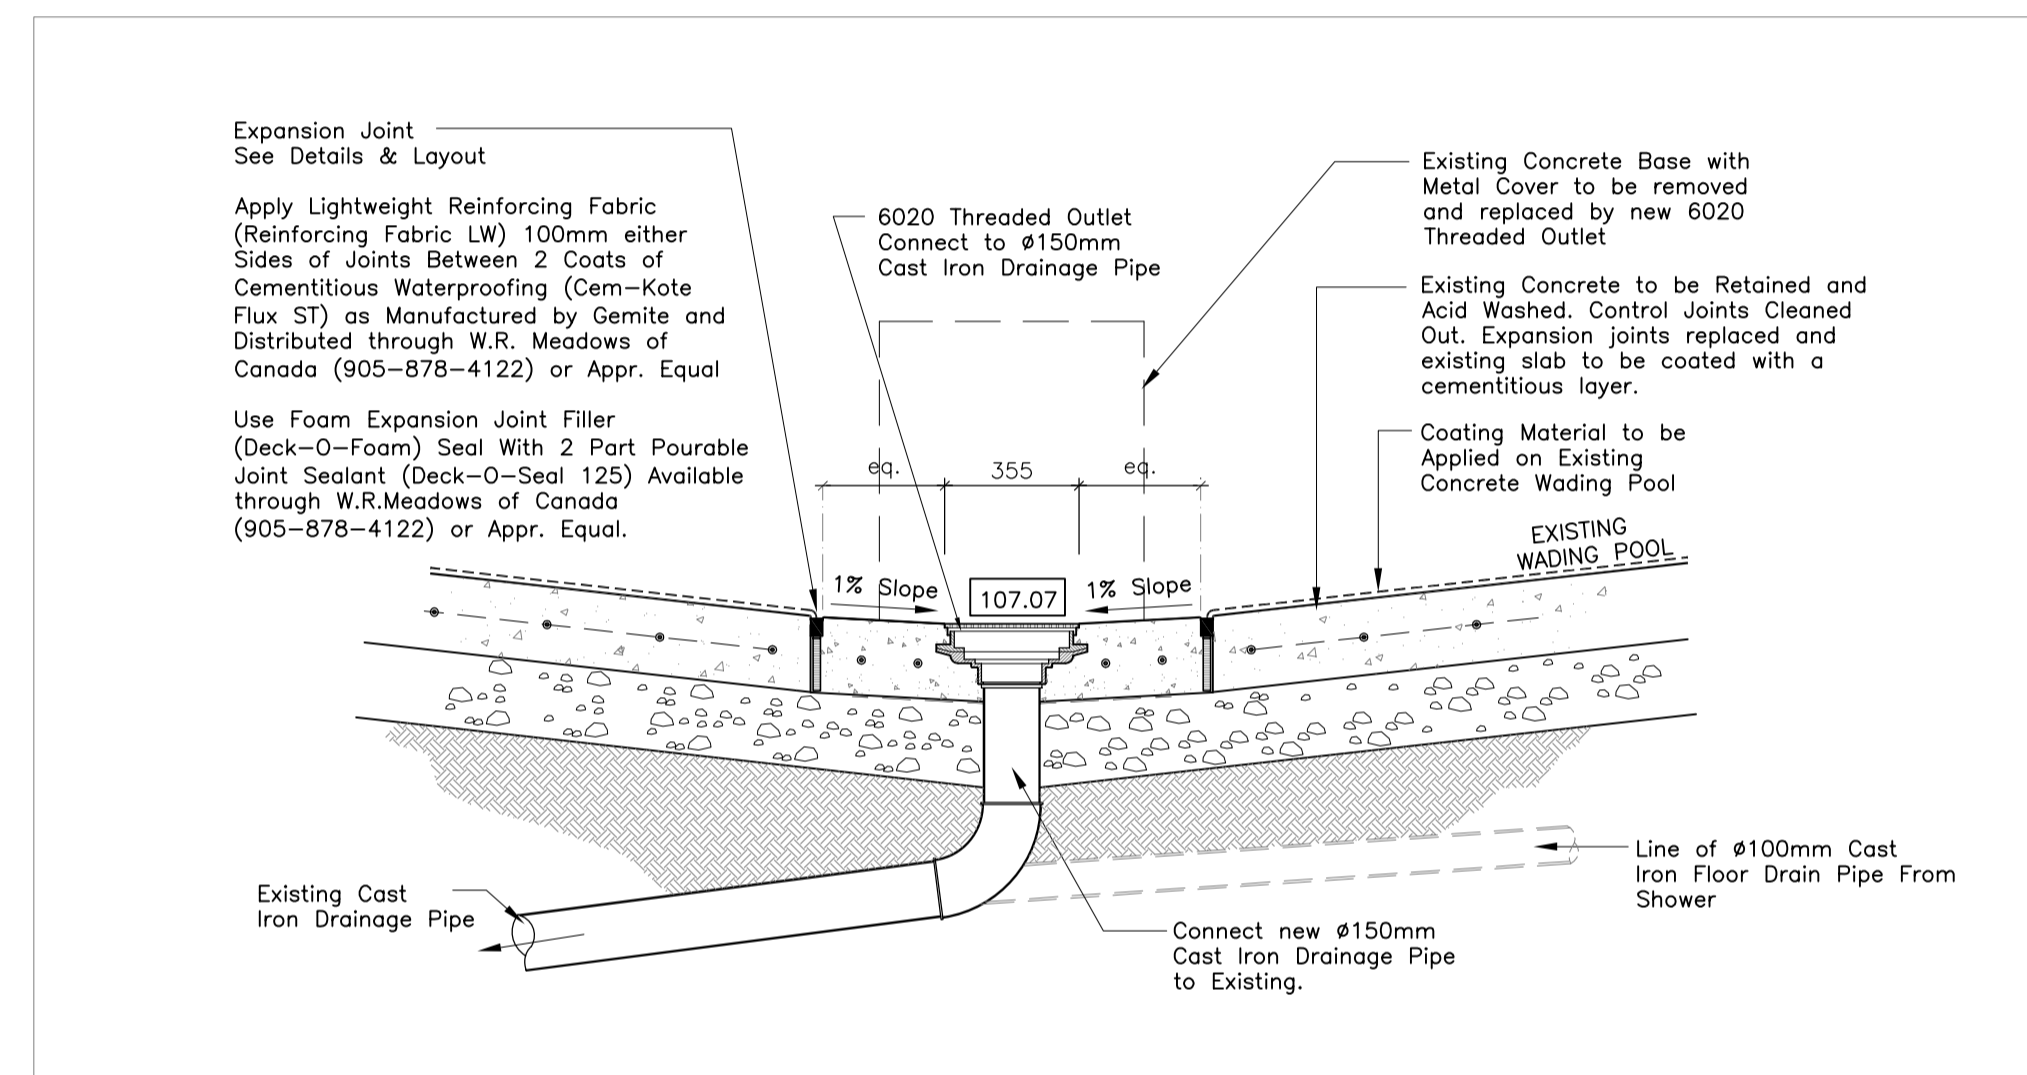 Expansion Joint
See Details & Layout
Apply Lightweight Reinforcing Fabric
(Reinforcing Fabric LW) 100mm either
Sides of Joints Between 2 Coats of
Cementitious Waterproofing (Cem-Kote
Flux ST) as Manufactured by Gemite and
Distributed through W.R. Meadows of
Canada (905-878-4122) or Appr. Equal
Use Foam Expansion Joint Filler
(Deck-O-Foam) Seal With 2 Part Pourable
Joint Sealant (Deck-O-Seal 125) Available
through W.R.Meadows of Canada
(905-878-4122) or Appr. Equal.
6020 Threaded Outlet
Connect to ø150mm
Cast Iron Drainage Pipe
Existing Concrete Base with
Metal Cover to be removed
and replaced by new 6020
Threaded Outlet
Existing Concrete to be Retained and
Acid Washed. Control Joints Cleaned
Out. Expansion joints replaced and
existing slab to be coated with a
cementitious layer.
Coating Material to be
Applied on Existing
Concrete Wading Pool
eq. 355 eq.
EXISTING
WADING POOL
1% Slope 107.07 1% Slope
Line of ø100mm Cast
Iron Floor Drain Pipe From
Shower
Existing Cast
Iron Drainage Pipe
Connect new ø150mm
Cast Iron Drainage Pipe
to Existing.